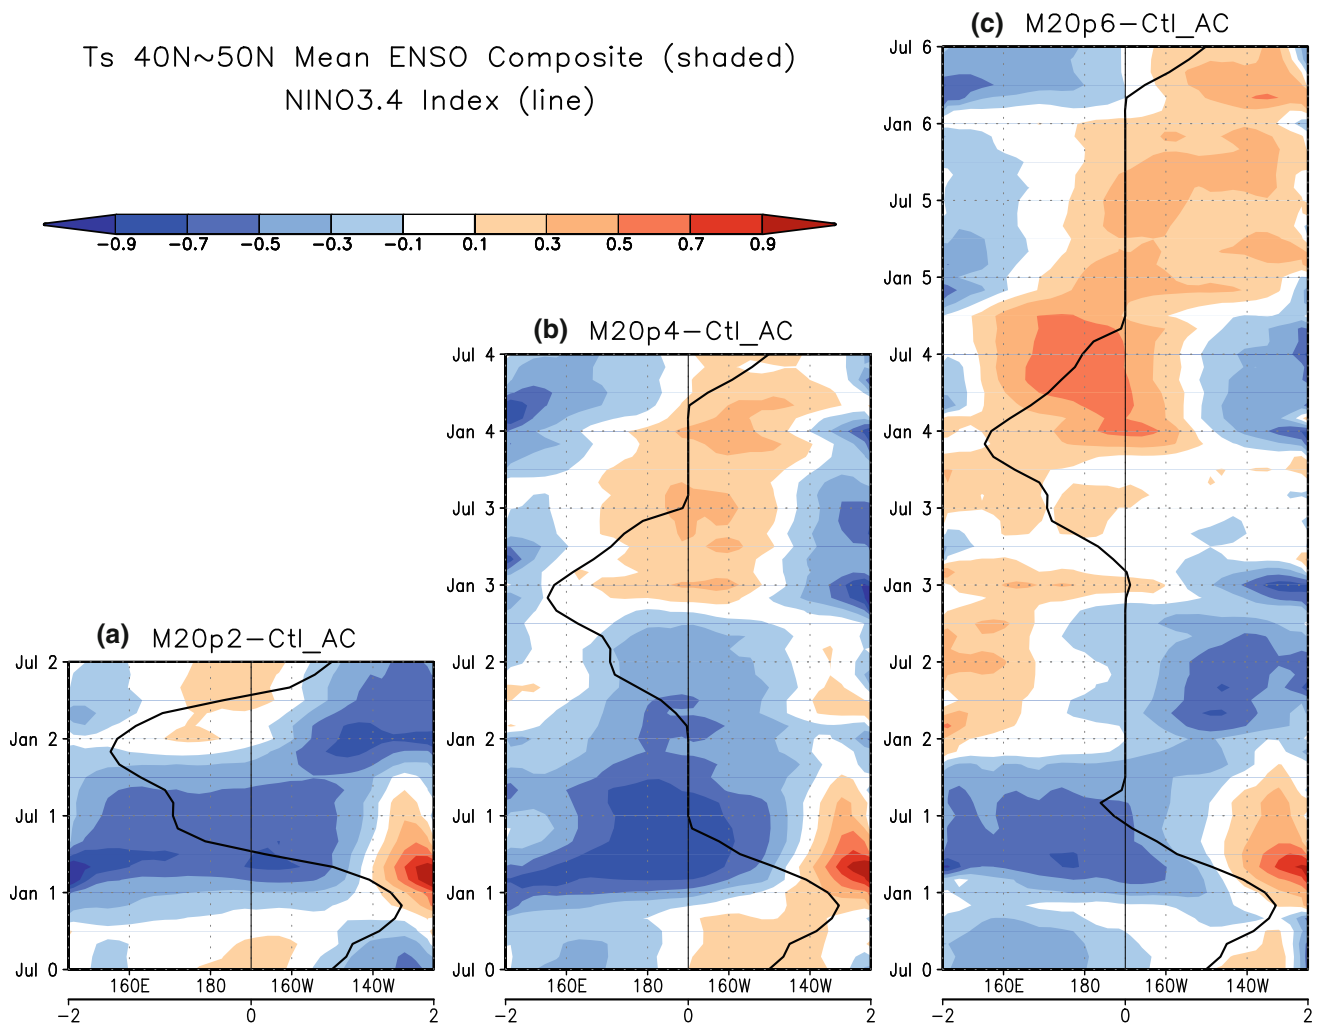 (c) M20p6-Ctl_AC
Ts 40N~50N Mean ENSO Composite (shaded)
NINO3.4 Index (line)
-0.9 -0.7 -0.5 -0.3 -0.1 0.1 0.3 0.5 0.7 0.9
Jul 6
Jan 6
Jul 5
Jan 5
Jul 4
Jan 4
Jul 3
Jan 3
Jul 2
Jan 2
Jul 1
Jan 1
Jul 0
160E 180 160W 140W
-2 0 2
(b) M20p4-Ctl_AC
Jul 4
Jan 4
Jul 3
Jan 3
Jul 2
Jan 2
Jul 1
Jan 1
Jul 0
160E 180 160W 140W
-2 0 2
(a) M20p2-Ctl_AC
Jul 2
Jan 2
Jul 1
Jan 1
Jul 0
160E 180 160W 140W
-2 0 2